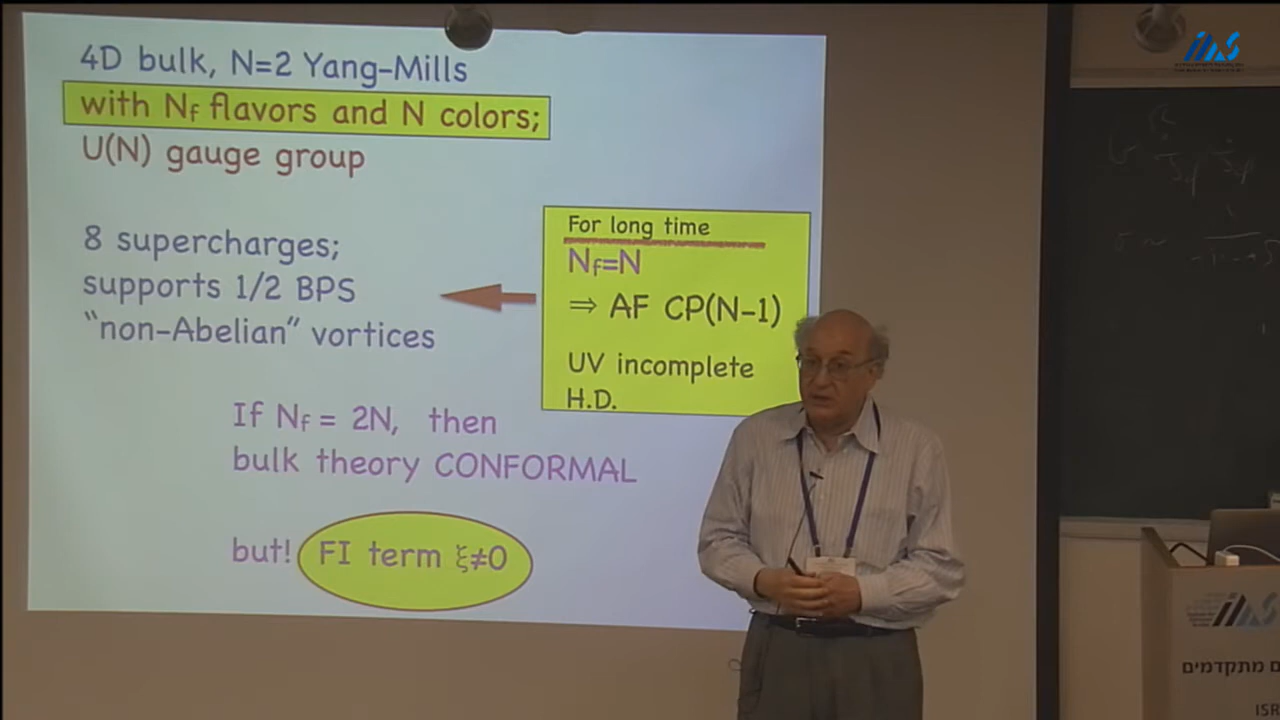 4D bulk, N=2 Yang-Mills
with Nf flavors and N colors;
U(N) gauge group
8 supercharges;
supports 1/2 BPS
“non-Abelian” vortices
For long time
Nf=N
⇒ AF CP(N-1)
UV incomplete
H.D.
If Nf = 2N, then
bulk theory CONFORMAL
but! FI term ξ≠0
מתקדמים
ISR